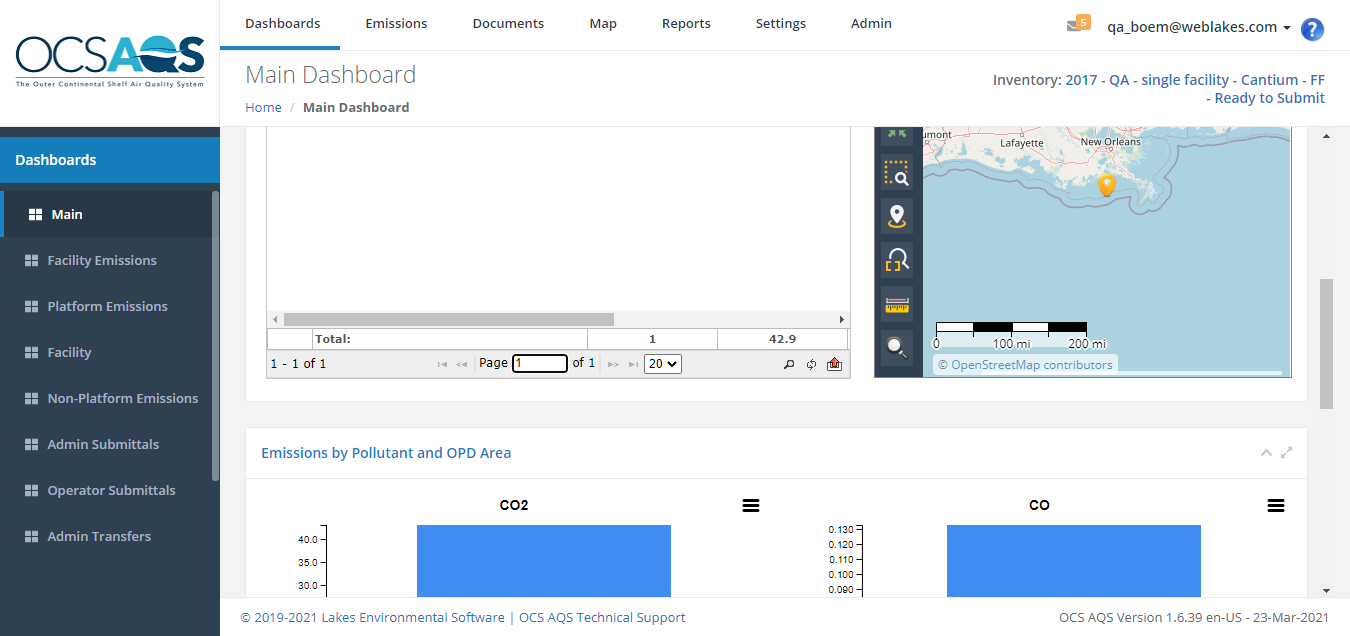 OCSAQS
The Outer Continental Shelf Air Quality System
Dashboards
Emissions
Documents
Map
Reports
Settings
Admin
5
qa_boem@weblakes.com
?
Main Dashboard
Home / Main Dashboard
Inventory: 2017 - QA - single facility - Cantium - FF
- Ready to Submit
Dashboards
Main
Facility Emissions
Platform Emissions
Facility
Non-Platform Emissions
Admin Submittals
Operator Submittals
Admin Transfers
Total: 1 42.9
1 - 1 of 1
Page 1 of 1
20
umont
Lafayette
New Orleans
0 100 mi 200 mi
© OpenStreetMap contributors
Emissions by Pollutant and OPD Area
CO2
40.0
35.0
30.0
CO
0.130
0.120
0.110
0.100
0.090
© 2019-2021 Lakes Environmental Software | OCS AQS Technical Support
OCS AQS Version 1.6.39 en-US - 23-Mar-2021